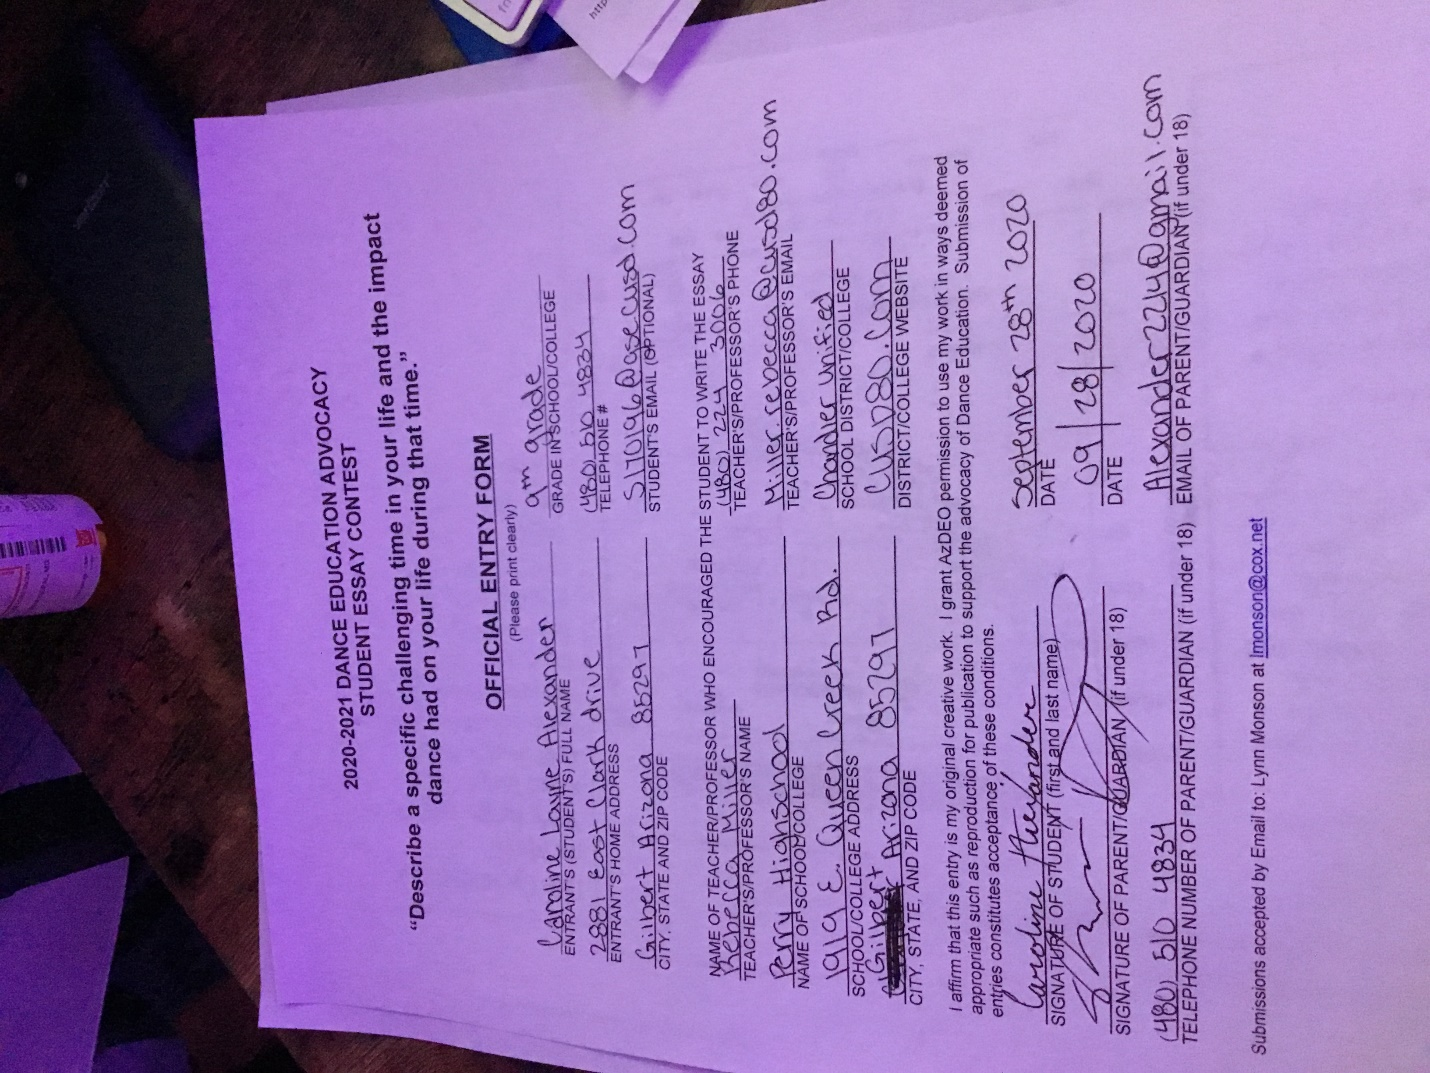 2020-2021 DANCE EDUCATION ADVOCACY
STUDENT ESSAY CONTEST
“Describe a specific challenging time in your life and the impact
dance had on your life during that time.”
OFFICIAL ENTRY FORM
(Please print clearly)
Caroline Layne Alexander 9th grade
ENTRANT'S (STUDENT'S) FULL NAME GRADE IN SCHOOL/COLLEGE
2881 East Clark drive (480) 510 4834
ENTRANT'S HOME ADDRESS TELEPHONE #
Gilbert Arizona 85297
CITY, STATE AND ZIP CODE STUDENT'S EMAIL (OPTIONAL)
NAME OF TEACHER/PROFESSOR WHO ENCOURAGED THE STUDENT TO WRITE THE ESSAY
Rebecca Miller (480) 224 3006
TEACHER'S/PROFESSOR'S NAME TEACHER'S/PROFESSOR'S PHONE
Perry Highschool Miller.rebecca@cusd80.com
NAME OF SCHOOL/COLLEGE TEACHER'S/PROFESSOR'S EMAIL
1919 E. Queen Creek Rd. Chandler Unified
SCHOOL/COLLEGE ADDRESS SCHOOL DISTRICT/COLLEGE
Gilbert Arizona 85297 CUSD80.com
CITY, STATE, AND ZIP CODE DISTRICT/COLLEGE WEBSITE
I affirm that this entry is my original creative work. I grant AzDEO permission to use my work in ways deemed
appropriate such as reproduction for publication to support the advocacy of Dance Education. Submission of
entries constitutes acceptance of these conditions.
Caroline Alexander September 28th 2020
SIGNATURE OF STUDENT (first and last name) DATE
09/28/2020
SIGNATURE OF PARENT/GUARDIAN (if under 18) DATE
(480) 510 4834 Alexander2214@gmail.com
TELEPHONE NUMBER OF PARENT/GUARDIAN (if under 18) EMAIL OF PARENT/GUARDIAN (if under 18)
Submissions accepted by Email to: Lynn Monson at lmonson@cox.net